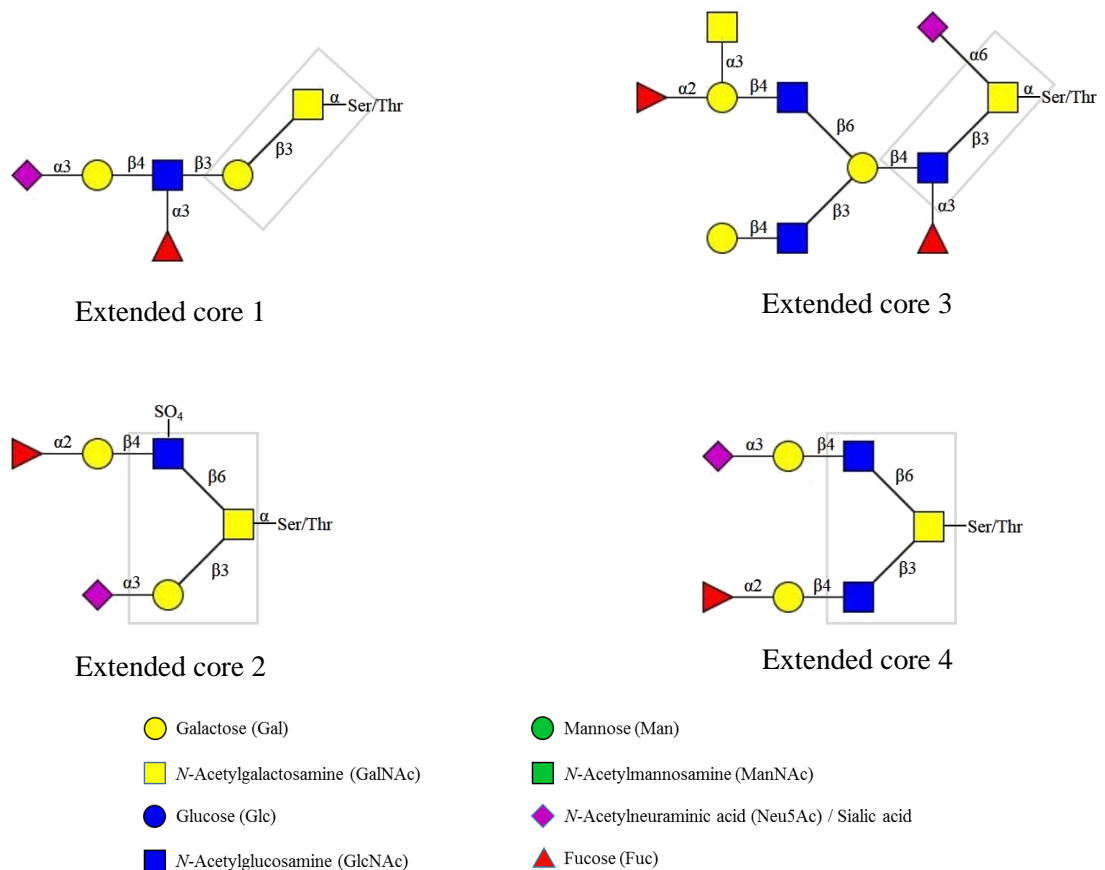 α3 β4 β3 β3 α Ser/Thr
α3
Extended core 1
α3 α6
α2 β4 β6 β4 β3 α Ser/Thr
β4 β3 α3
Extended core 3
SO₄
α2 β4 β6
α Ser/Thr
α3 β3
Extended core 2
α3 β4 β6
Ser/Thr
α2 β4 β3
Extended core 4
Galactose (Gal)
N-Acetylgalactosamine (GalNAc)
Glucose (Glc)
N-Acetylglucosamine (GlcNAc)
Mannose (Man)
N-Acetylmannosamine (ManNAc)
N-Acetylneuraminic acid (Neu5Ac) / Sialic acid
Fucose (Fuc)